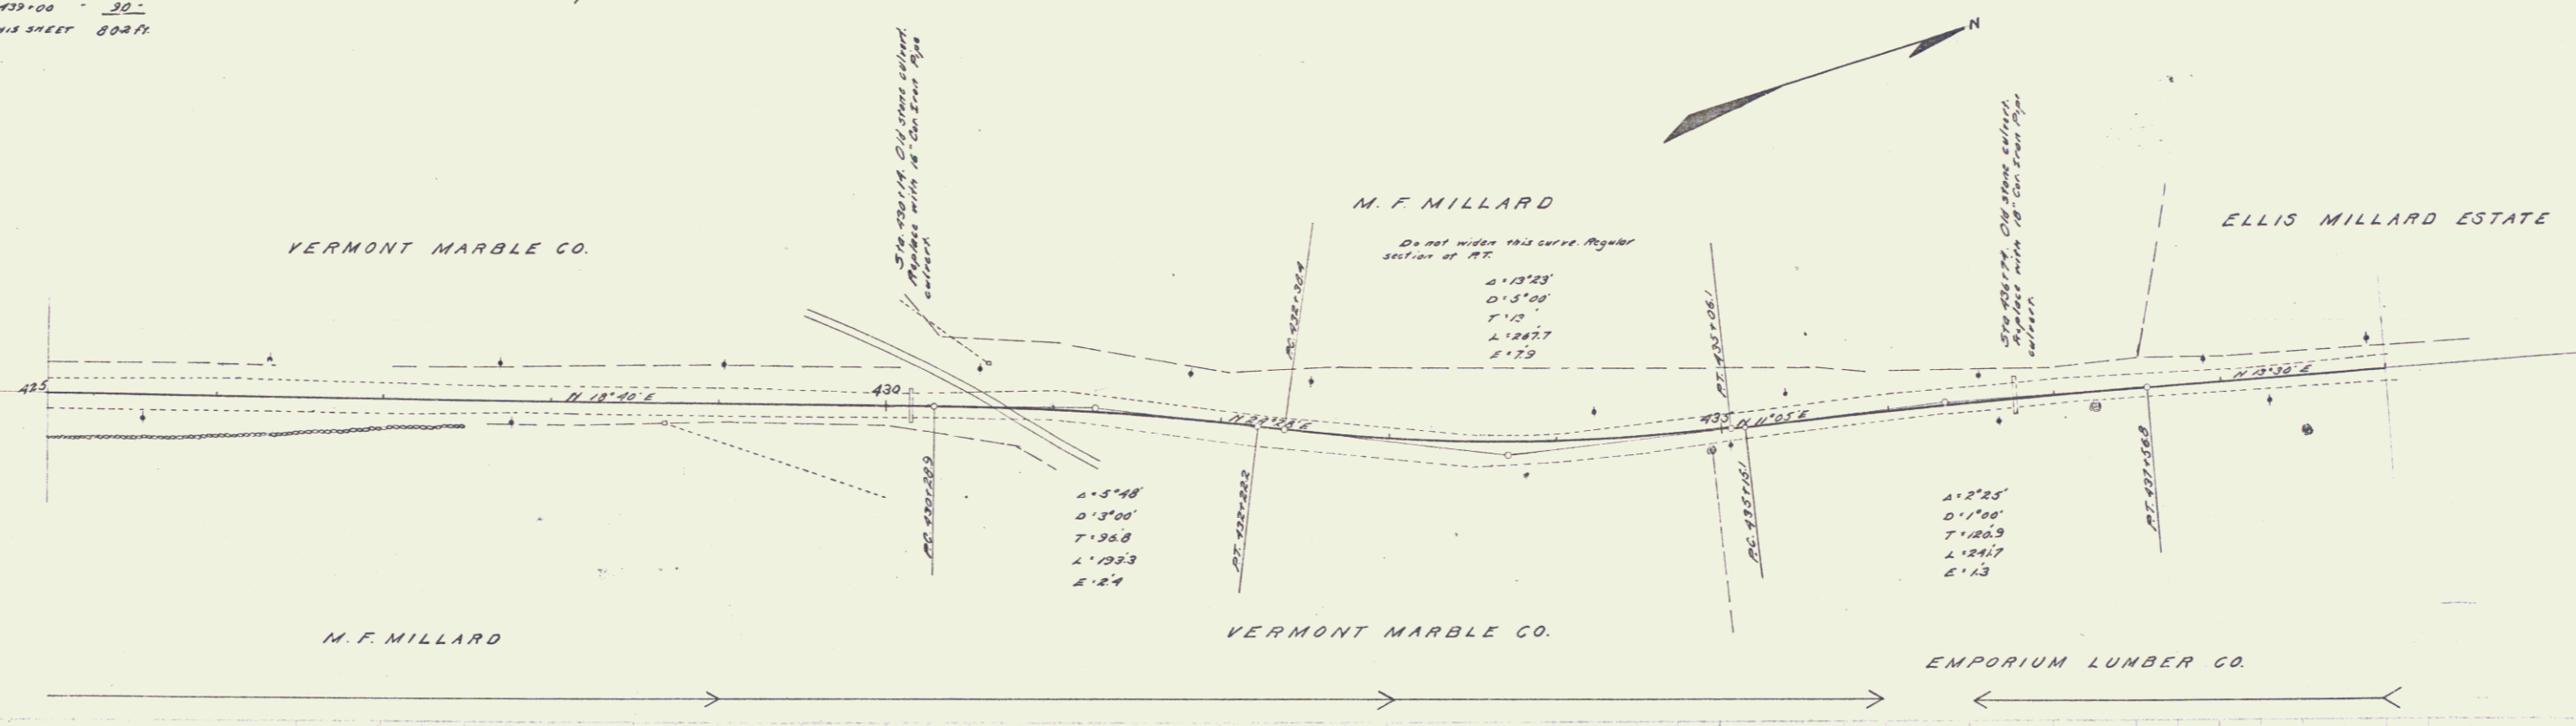 439+00 " 90 "
HIS SHEET 802 ft.
N
Sta. 430+14. Old stone culvert.
Replace with 16" Cor. Iron Pipe
culvert.
Sta. 436+74. Old stone culvert.
Replace with 18" Cor. Iron Pipe
culvert.
M. F. MILLARD
ELLIS MILLARD ESTATE
VERMONT MARBLE CO.
Do not widen this curve. Regular
section at P.T.
Δ = 13°23'
D = 5°00'
L = 267.7
E = 7.9
P.C. 432+38.4
P.T. 435+06.1
425
430
435
N 18°40' E
N 24°28' E
N 11°05' E
N 13°30' E
P.C. 430+28.9
P.T. 432+22.2
P.C. 435+15.1
P.T. 437+56.8
Δ = 5°48'
D = 3°00'
T = 96.8
L = 193.3
E = 2.4
Δ = 2°25'
D = 1°00'
T = 120.9
L = 241.7
E = 1.3
M. F. MILLARD
VERMONT MARBLE CO.
EMPORIUM LUMBER CO.